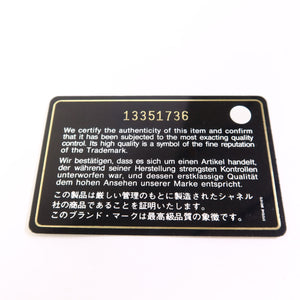 13351736
We certify the authenticity of this item and confirm
that it has been subjected to the most exacting quality
control. Its high quality is a symbol of the fine reputation
of the Trademark.
Wir bestätigen, dass es sich um einen Artikel handelt,
der während seiner Herstellung strengsten Kontrollen
unterworfen war, und dessen erstklassige Qualität
dem hohen Ansehen unserer Marke entspricht.
この製品は厳しい管理のもとに製造されたシャネル
社の商品であることを証明いたします。
このブランド・マークは最高級品質の象徴です。